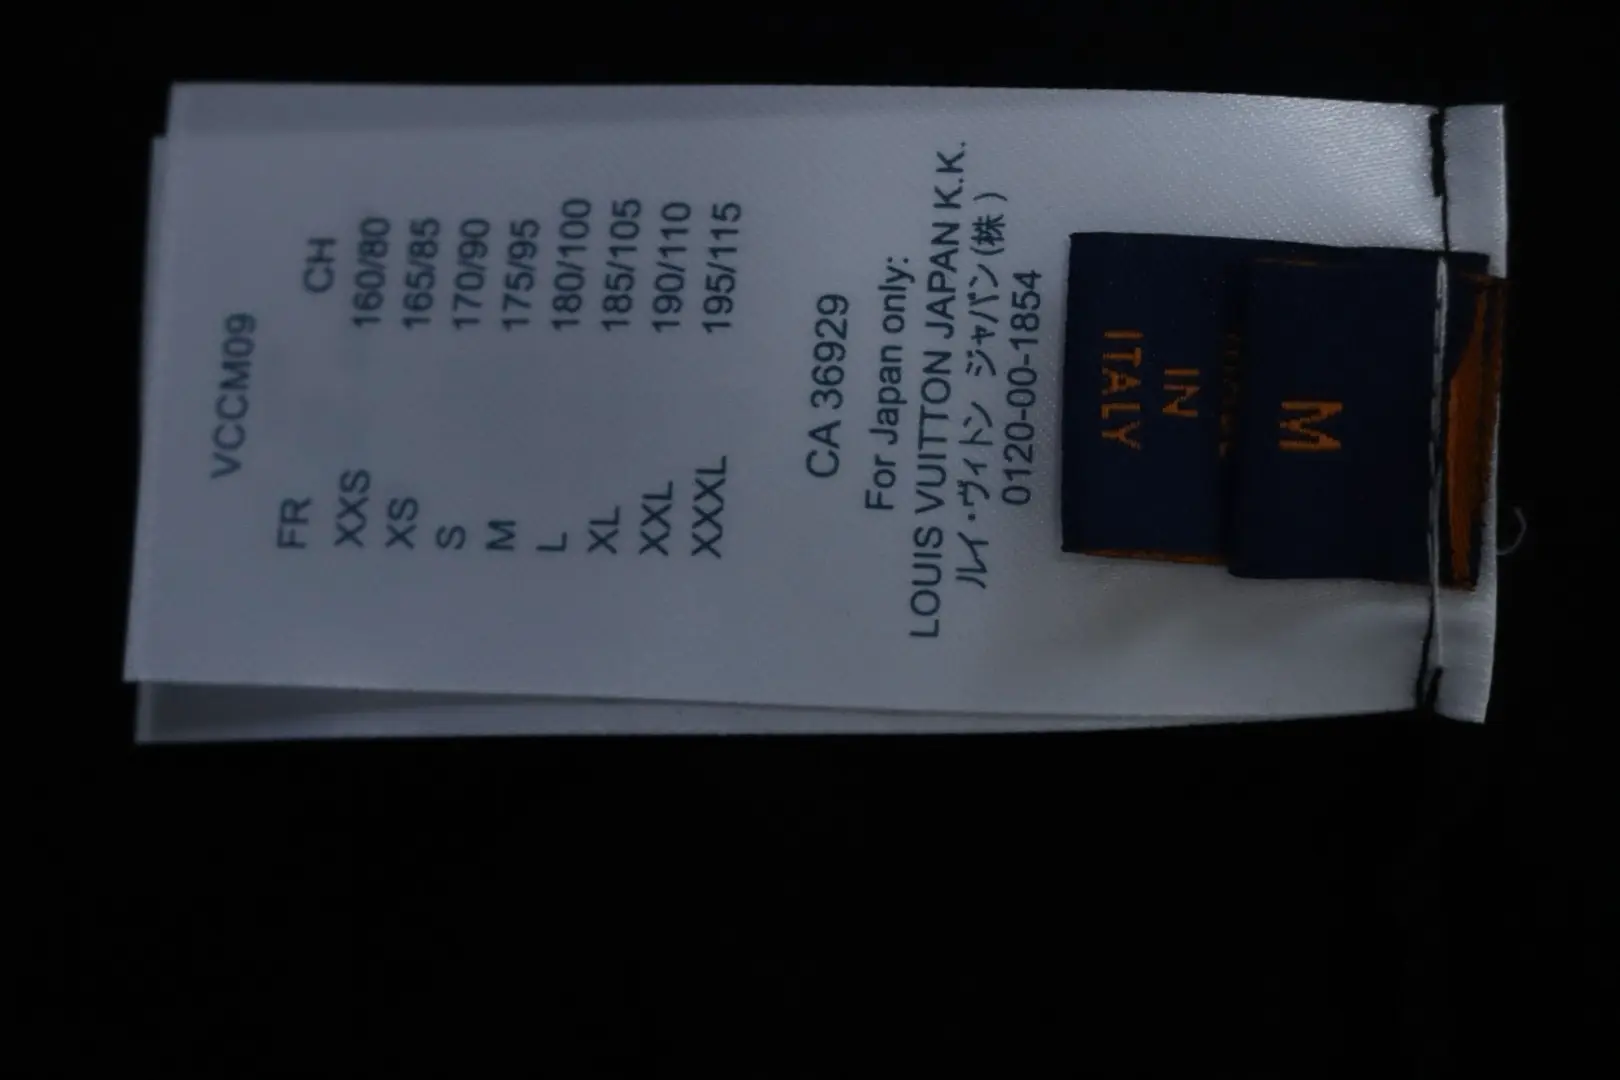 VCCM09
FR CH
XXS 160/80
XS 165/85
S 170/90
M 175/95
L 180/100
XL 185/105
XXL 190/110
XXXL 195/115
CA 36929
For Japan only:
LOUIS VUITTON JAPAN K.K.
ルイ・ヴィトン ジャパン(株)
0120-00-1854
M
IN
ITALY